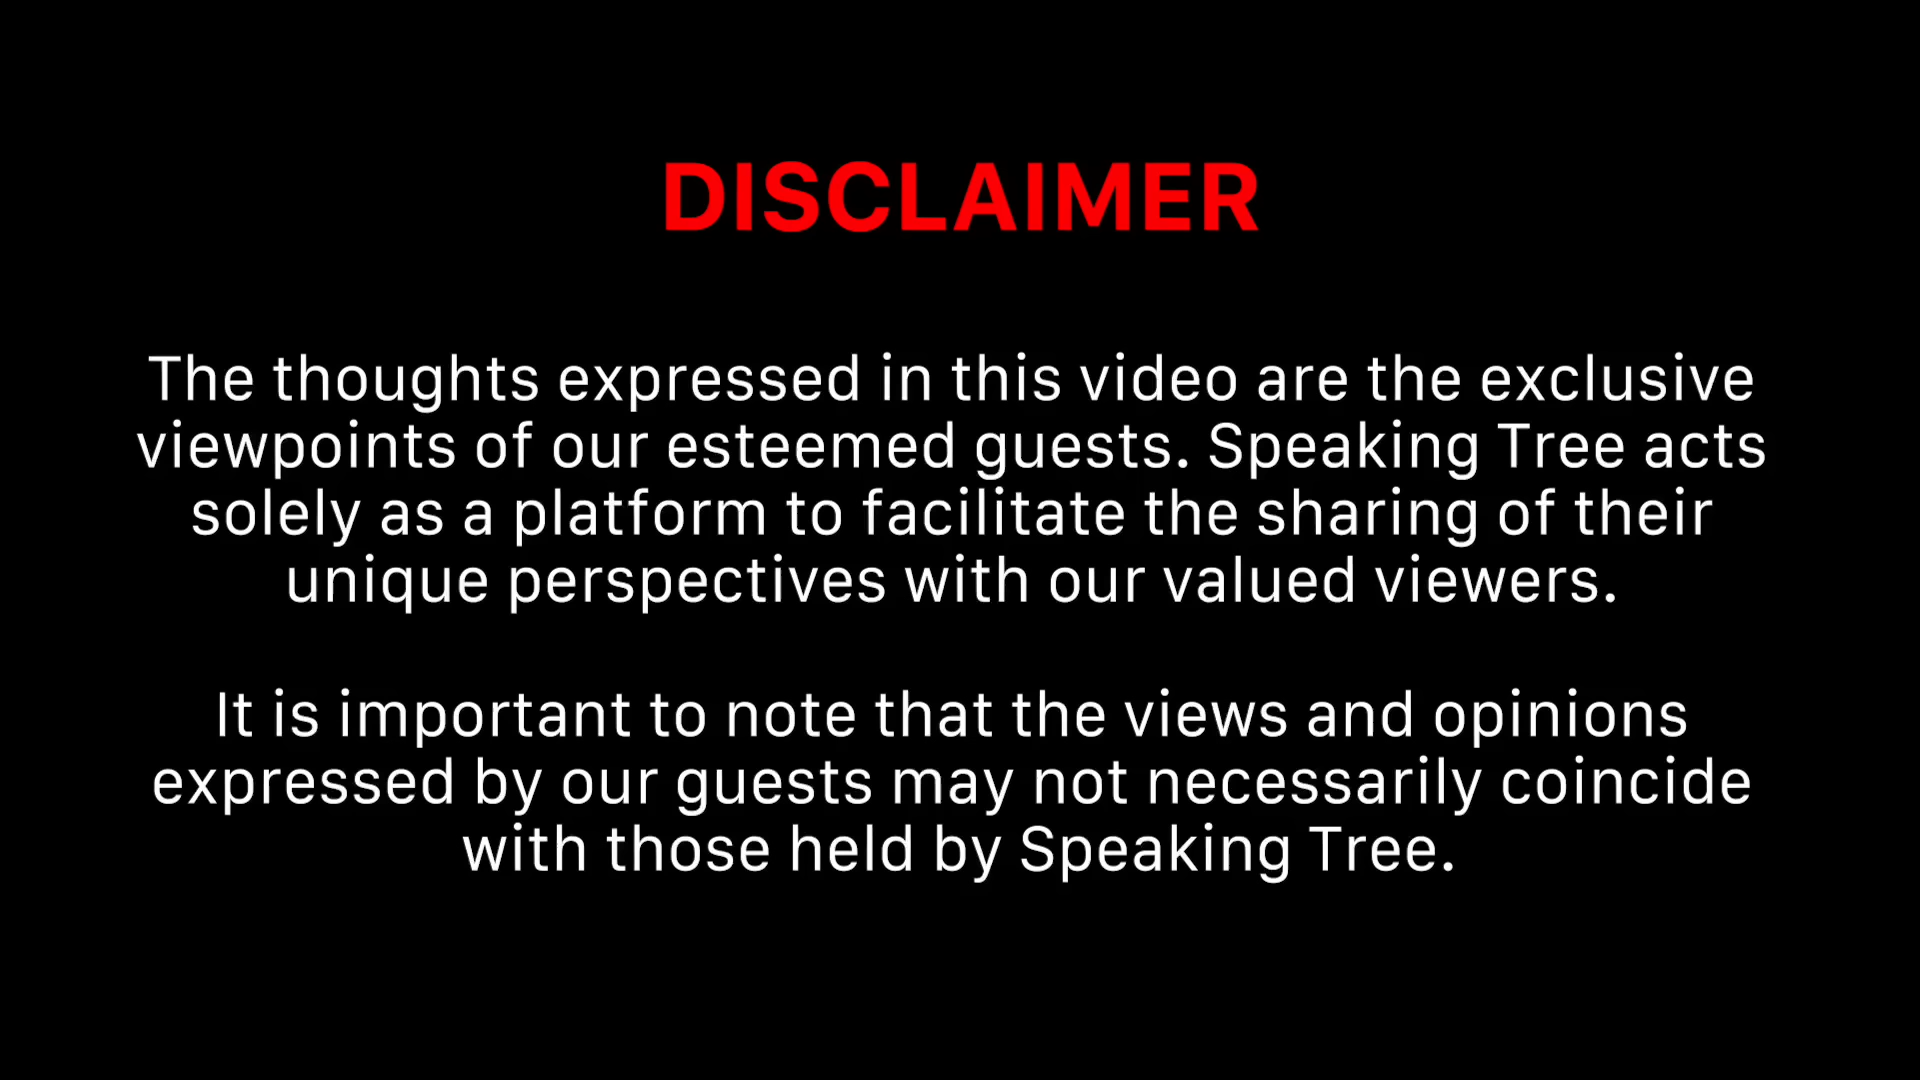 DISCLAIMER
The thoughts expressed in this video are the exclusive
viewpoints of our esteemed guests. Speaking Tree acts
solely as a platform to facilitate the sharing of their
unique perspectives with our valued viewers.
It is important to note that the views and opinions
expressed by our guests may not necessarily coincide
with those held by Speaking Tree.